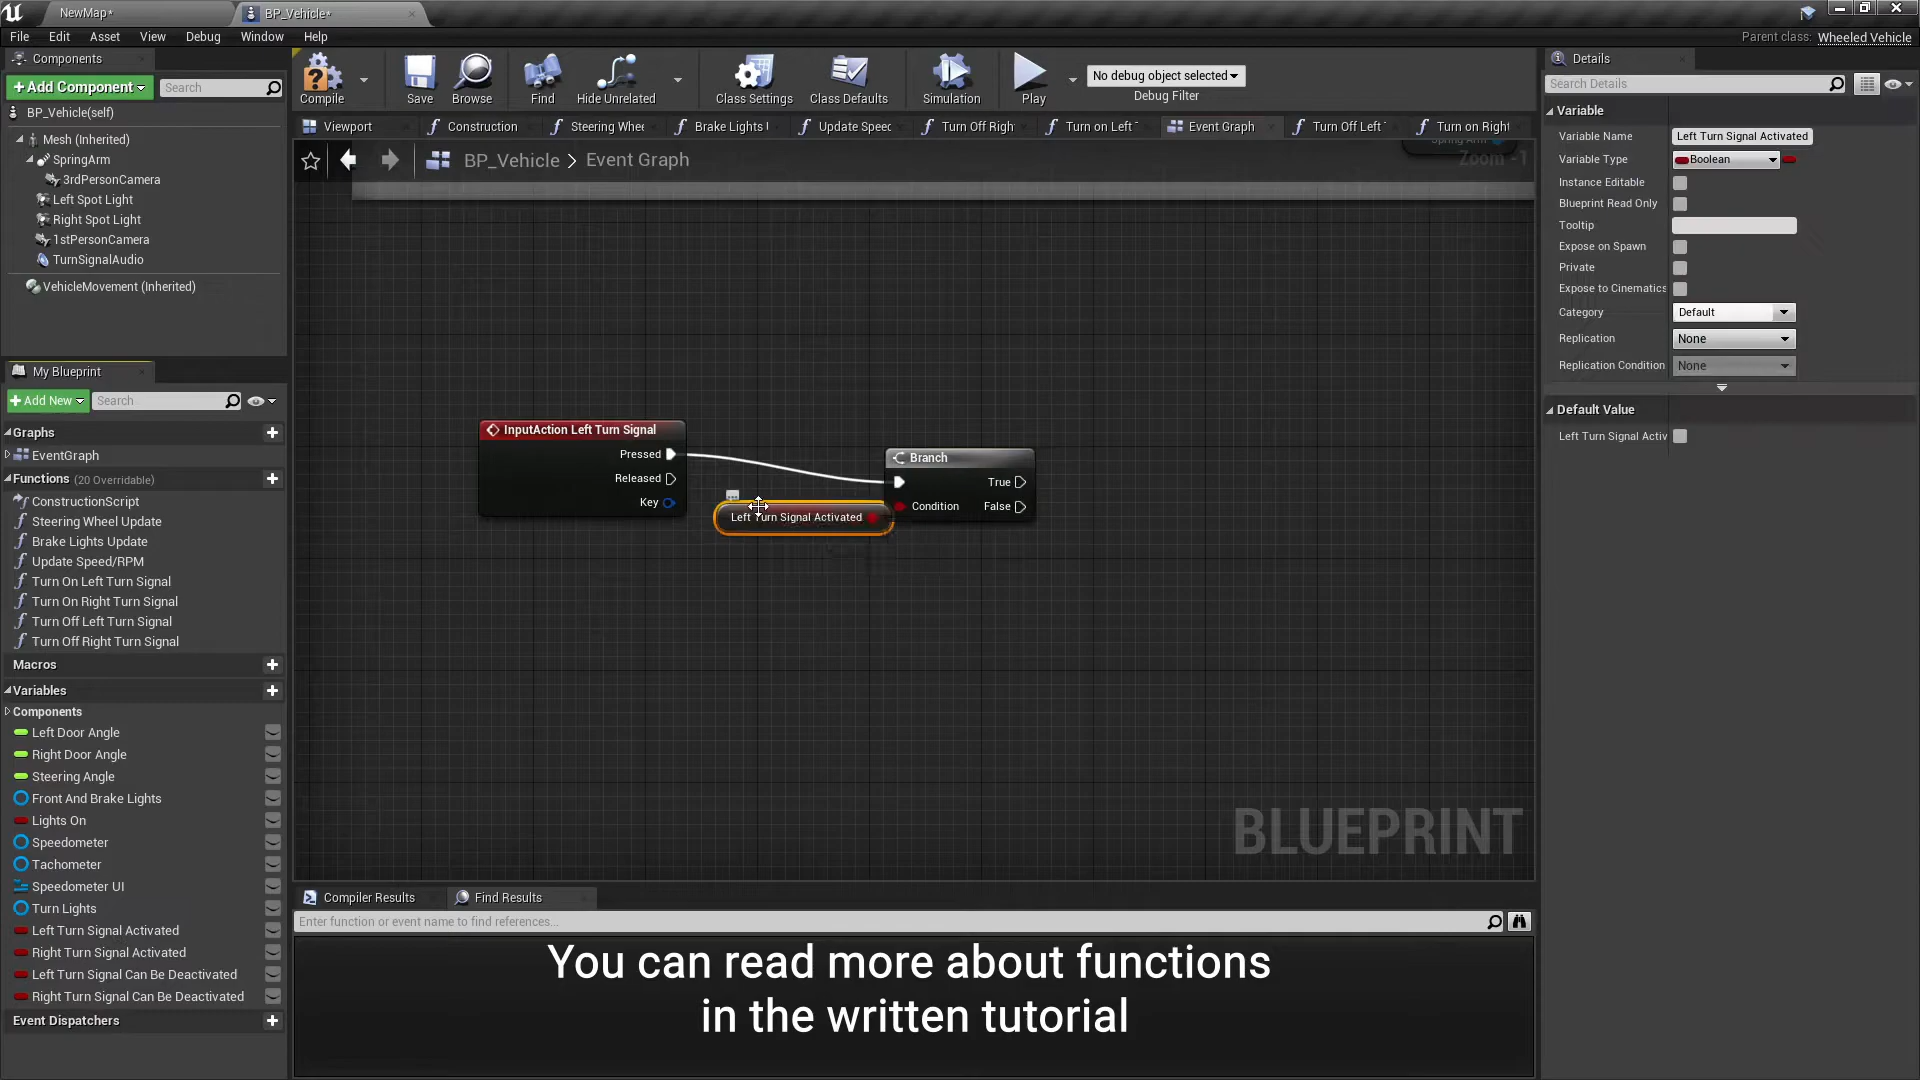 NewMap*
BP_Vehicle*
File Edit Asset View Debug Window Help
Parent class: Wheeled Vehicle
Components
+ Add Component
Search
BP_Vehicle(self)
Mesh (Inherited)
SpringArm
3rdPersonCamera
Left Spot Light
Right Spot Light
1stPersonCamera
TurnSignalAudio
VehicleMovement (Inherited)
My Blueprint
+ Add New
Search
Graphs
EventGraph
Functions (20 Overridable)
ConstructionScript
Steering Wheel Update
Brake Lights Update
Update Speed/RPM
Turn On Left Turn Signal
Turn On Right Turn Signal
Turn Off Left Turn Signal
Turn Off Right Turn Signal
Macros
Variables
Components
Left Door Angle
Right Door Angle
Steering Angle
Front And Brake Lights
Lights On
Speedometer
Tachometer
Speedometer UI
Turn Lights
Left Turn Signal Activated
Right Turn Signal Activated
Left Turn Signal Can Be Deactivated
Right Turn Signal Can Be Deactivated
Event Dispatchers
Compile Save Browse Find Hide Unrelated Class Settings Class Defaults Simulation Play
No debug object selected
Debug Filter
Viewport Construction Steering Whee Brake Lights Update Speed Turn Off Righ Turn on Left Event Graph Turn Off Left Turn on Right
BP_Vehicle > Event Graph
Spring Arm
Zoom -1
InputAction Left Turn Signal
Pressed
Released
Key
Left Turn Signal Activated
Branch
True
Condition False
BLUEPRINT
Compiler Results
Find Results
Enter function or event name to find references...
You can read more about functions
in the written tutorial
Details
Search Details
Variable
Variable Name Left Turn Signal Activated
Variable Type Boolean
Instance Editable
Blueprint Read Only
Tooltip
Expose on Spawn
Private
Expose to Cinematics
Category Default
Replication None
Replication Condition None
Default Value
Left Turn Signal Activ